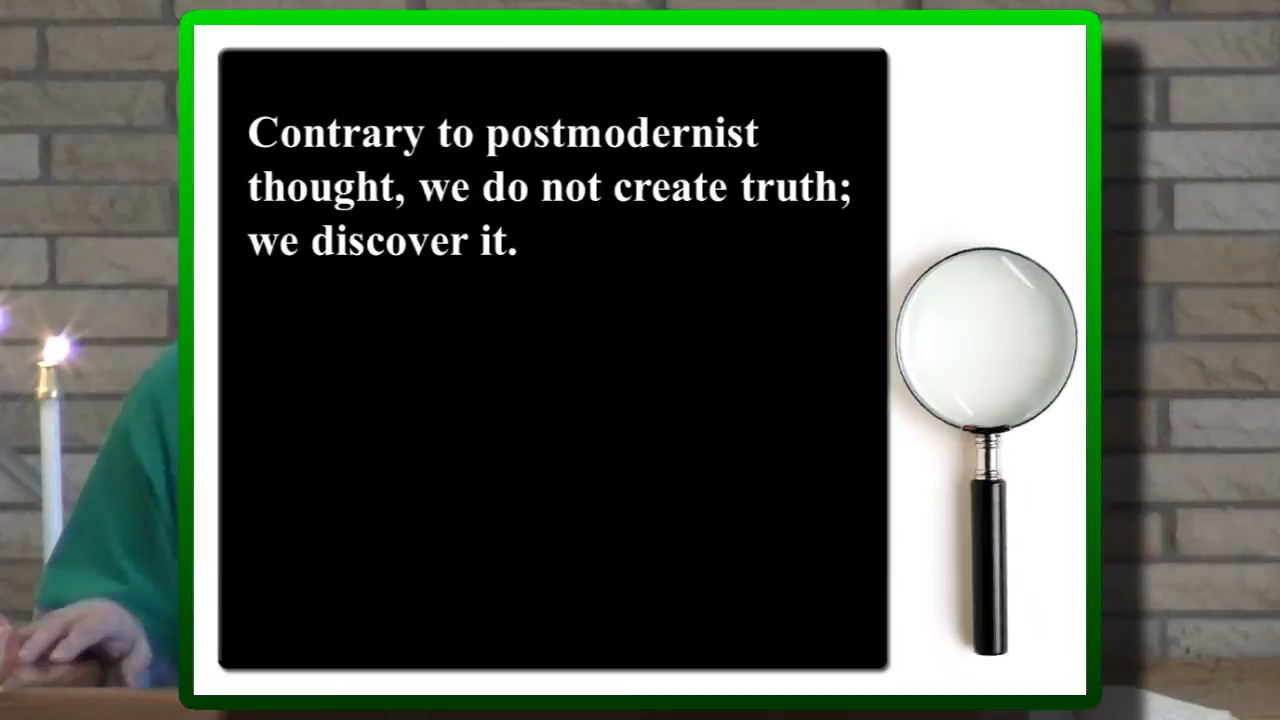 Contrary to postmodernist
thought, we do not create truth;
we discover it.